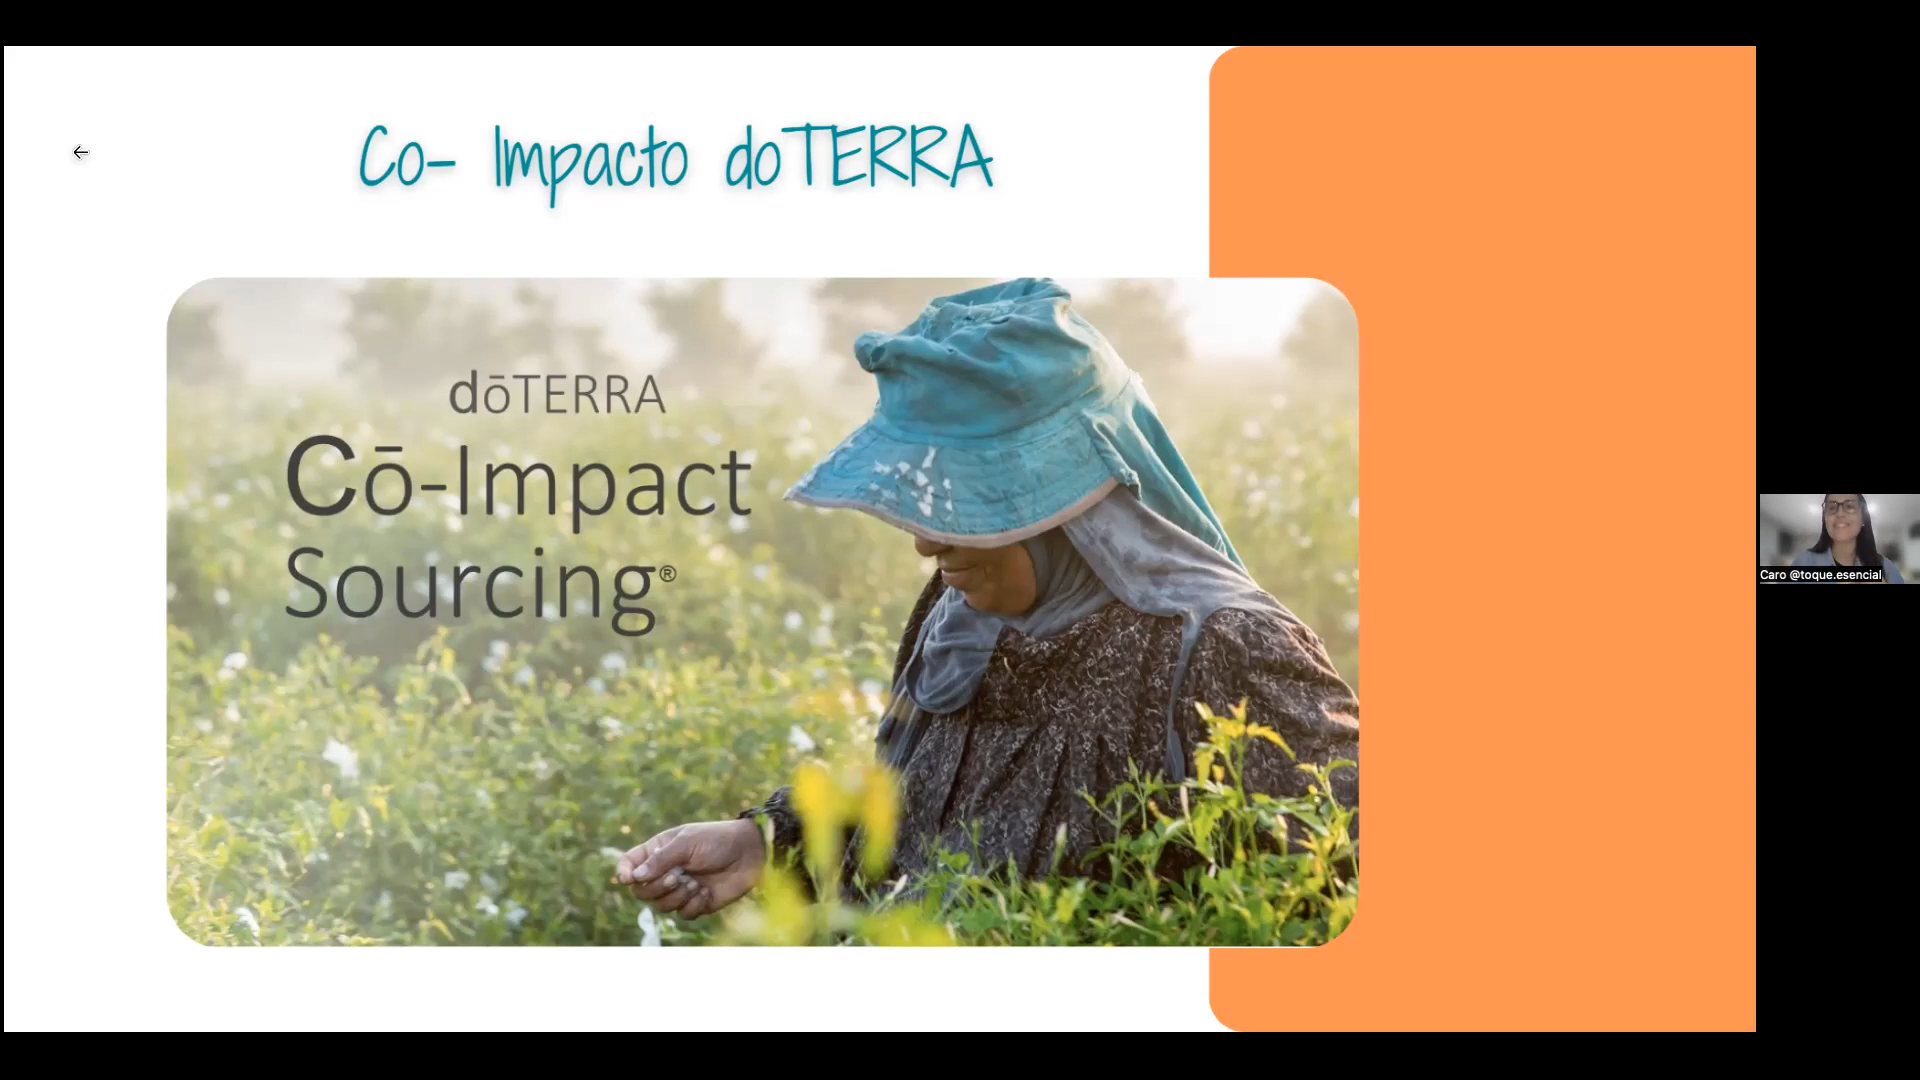 Co- Impacto doTERRA
dōTERRA
Cō-Impact
Sourcing®
Caro @toque.esencial